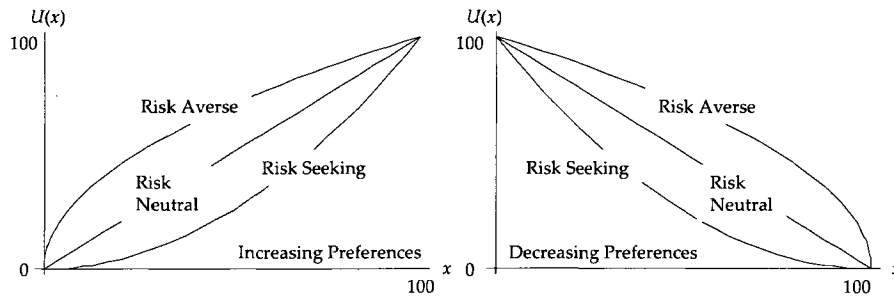 U(x)
100
Risk Averse
Risk Seeking
Risk
Neutral
Increasing Preferences
0
100
x
U(x)
100
Risk Averse
Risk Seeking
Risk
Neutral
Decreasing Preferences
0
100